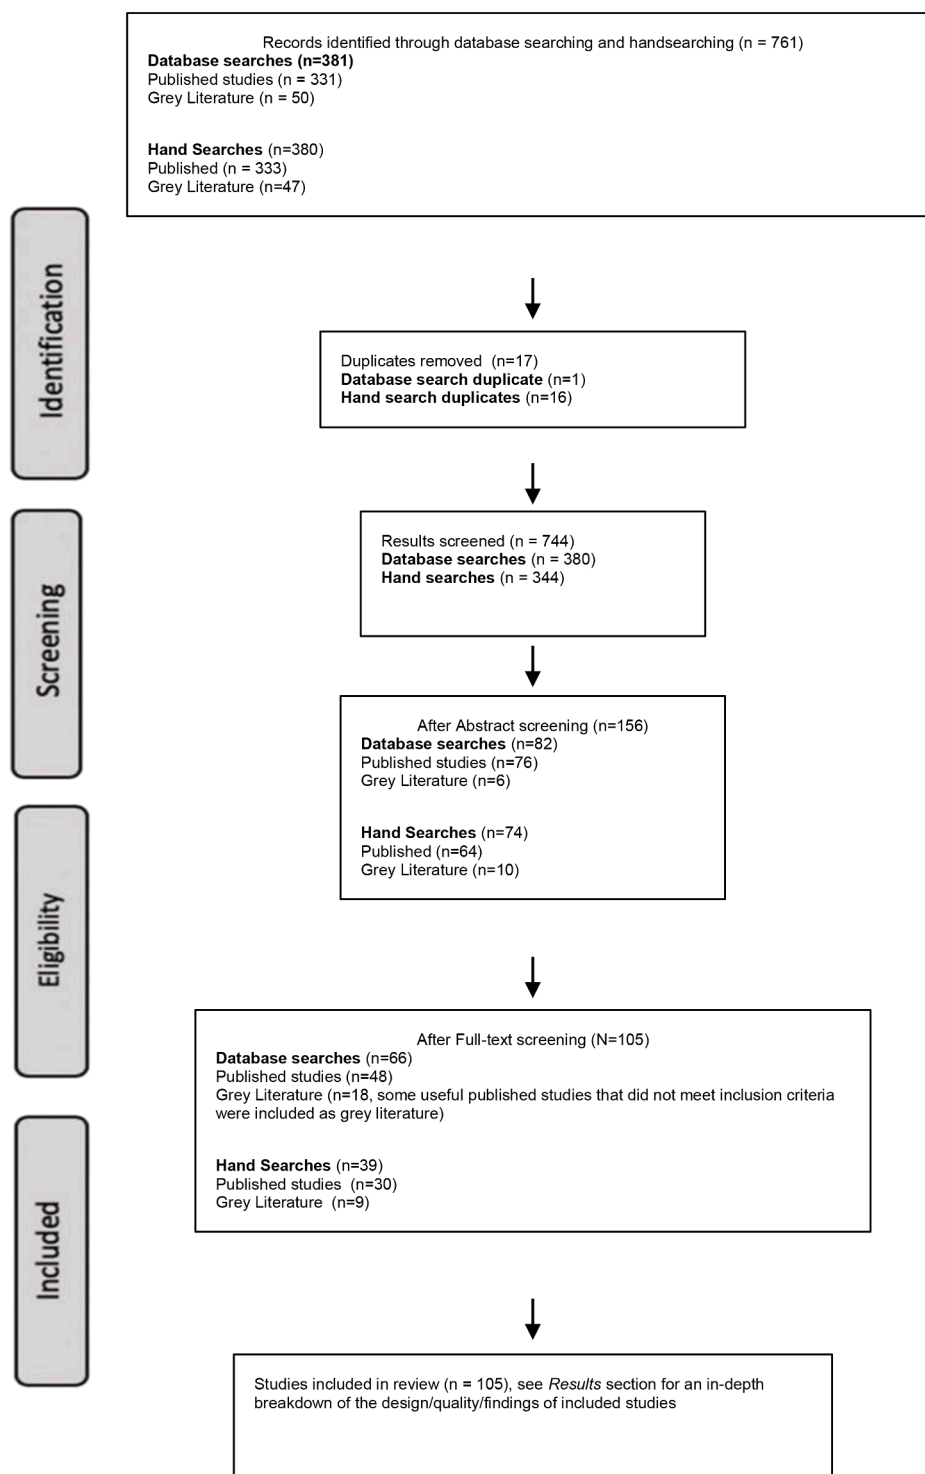 Records identified through database searching and handsearching (n = 761)
Database searches (n=381)
Published studies (n = 331)
Grey Literature (n = 50)
Hand Searches (n=380)
Published (n = 333)
Grey Literature (n=47)
Identification
Duplicates removed  (n=17)
Database search duplicate (n=1)
Hand search duplicates (n=16)
Screening
Results screened (n = 744)
Database searches (n = 380)
Hand searches (n = 344)
After Abstract screening (n=156)
Database searches (n=82)
Published studies (n=76)
Grey Literature (n=6)
Hand Searches (n=74)
Published (n=64)
Grey Literature (n=10)
Eligibility
After Full-text screening (N=105)
Database searches (n=66)
Published studies (n=48)
Grey Literature (n=18, some useful published studies that did not meet inclusion criteria
were included as grey literature)
Hand Searches (n=39)
Published studies  (n=30)
Grey Literature  (n=9)
Included
Studies included in review (n = 105), see Results section for an in-depth
breakdown of the design/quality/findings of included studies